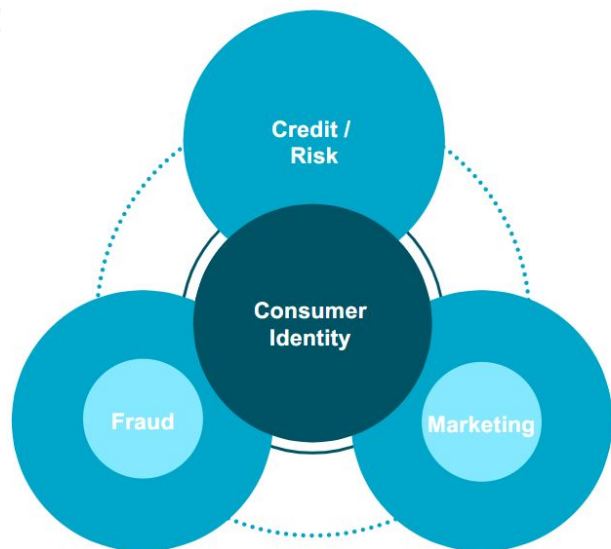 Credit /
Risk
Consumer
Identity
Fraud
Marketing